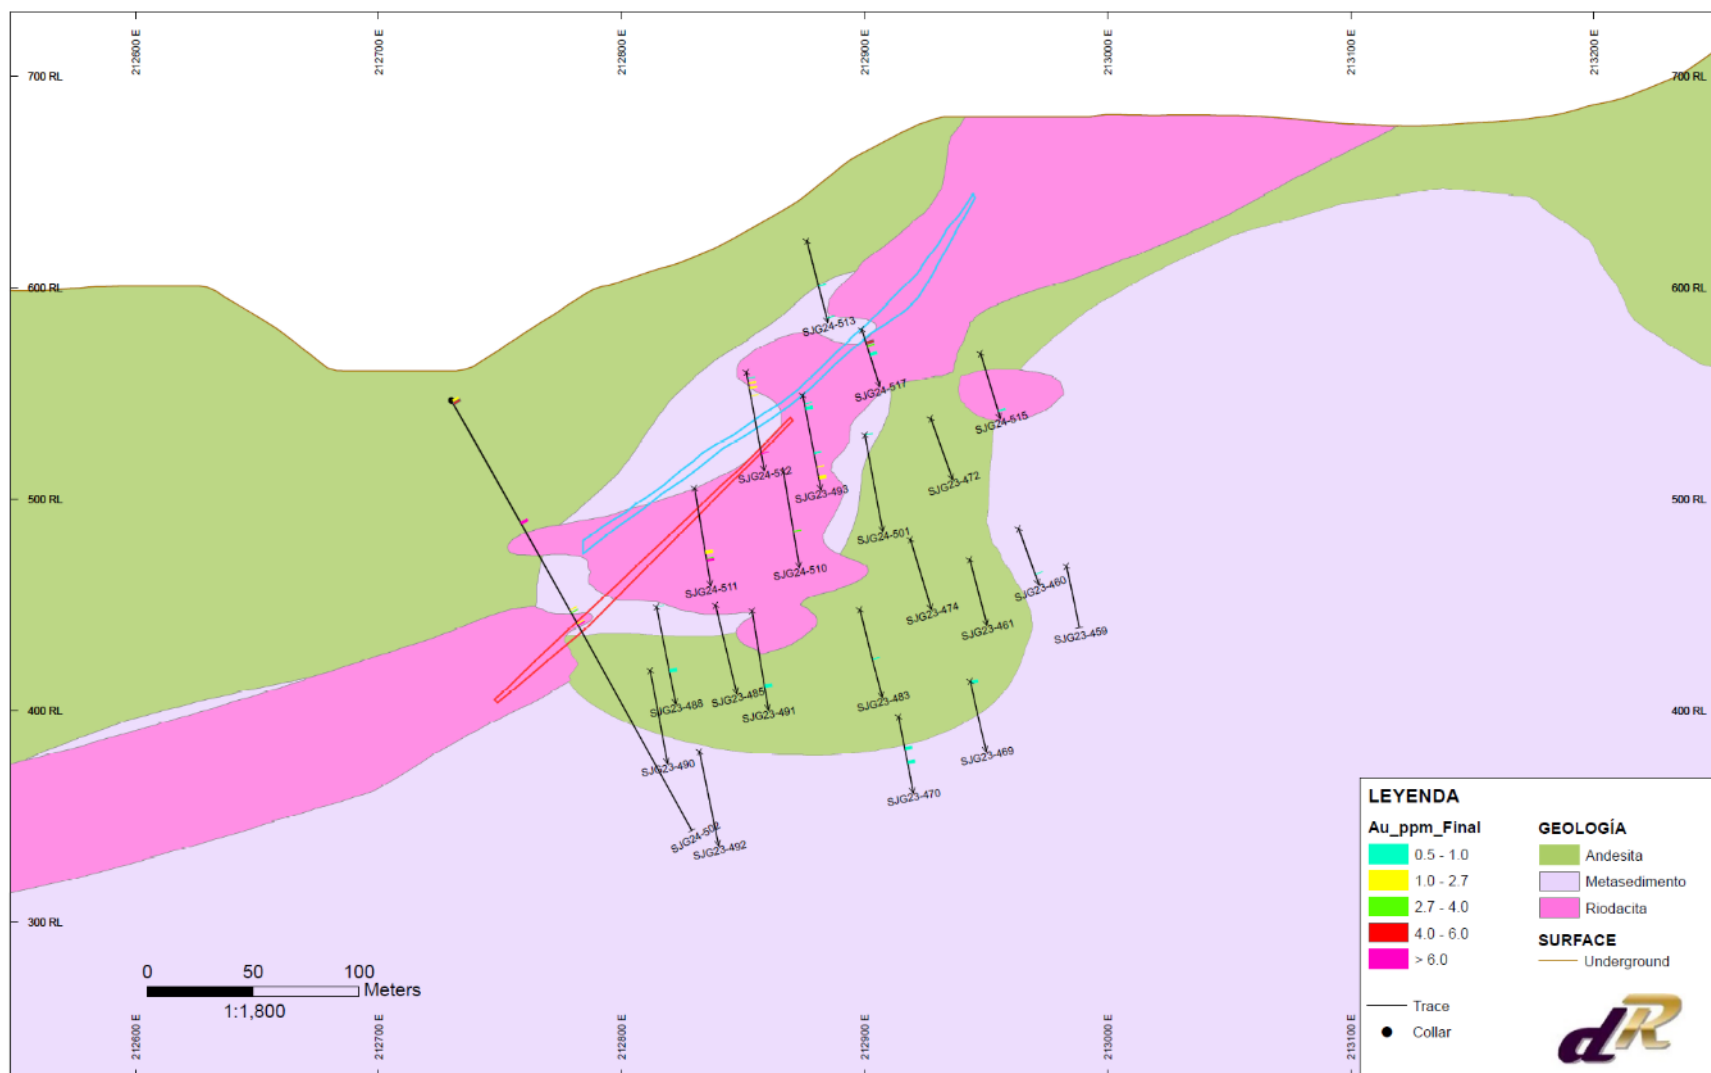 212600 E
212700 E
212800 E
212900 E
213000 E
213100 E
213200 E
700 RL
700 RL
600 RL
600 RL
500 RL
500 RL
400 RL
400 RL
300 RL
SJG24-513
SJG24-517
SJG24-515
SJG24-512
SJG23-493
SJG23-472
SJG24-501
SJG24-510
SJG24-511
SJG23-460
SJG23-474
SJG23-461
SJG23-459
SJG23-488
SJG23-485
SJG23-491
SJG23-483
SJG23-490
SJG23-469
SJG23-470
SJG24-502
SJG23-492
0 50 100
Meters
1:1,800
212600 E
212700 E
212800 E
212900 E
213000 E
213100 E
LEYENDA
Au_ppm_Final
0.5 - 1.0
1.0 - 2.7
2.7 - 4.0
4.0 - 6.0
> 6.0
Trace
Collar
GEOLOGÍA
Andesita
Metasedimento
Riodacita
SURFACE
Underground
dR